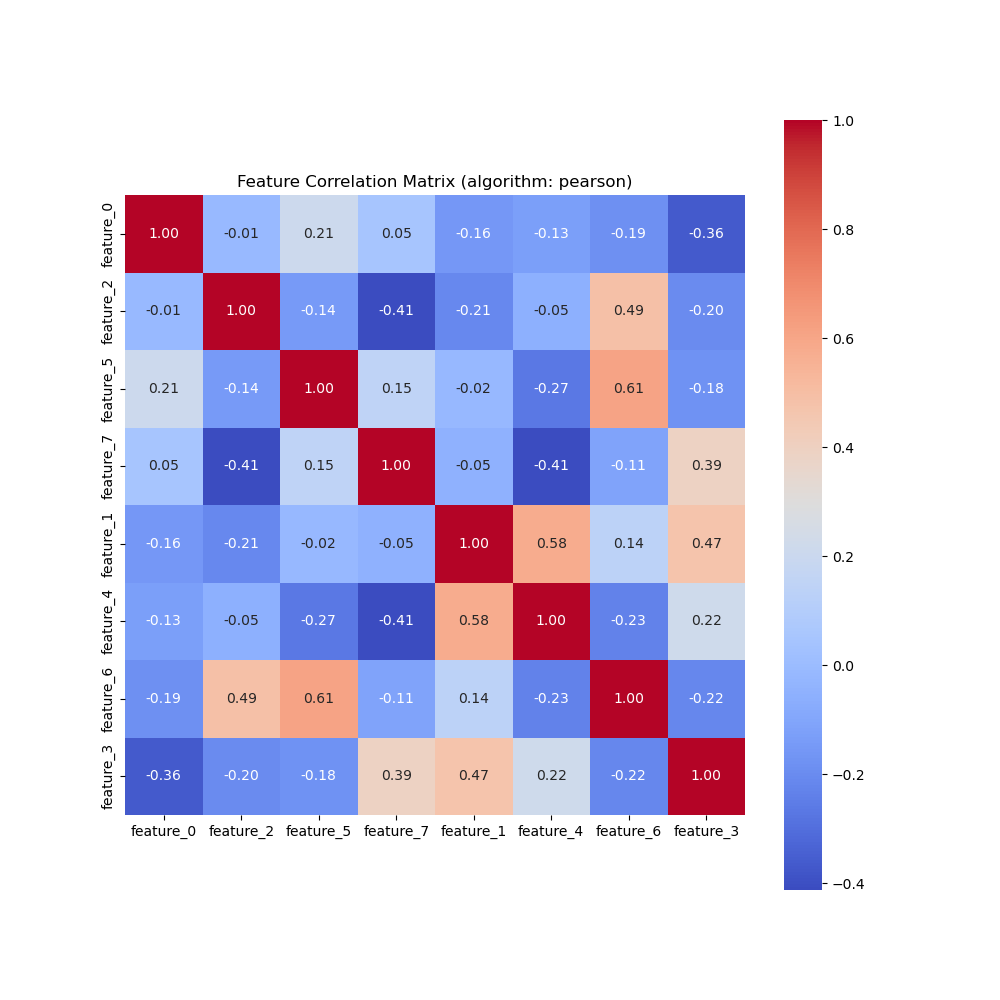 Feature Correlation Matrix (algorithm: pearson)
feature_0 1.00 -0.01 0.21 0.05 -0.16 -0.13 -0.19 -0.36
feature_2 -0.01 1.00 -0.14 -0.41 -0.21 -0.05 0.49 -0.20
feature_5 0.21 -0.14 1.00 0.15 -0.02 -0.27 0.61 -0.18
feature_7 0.05 -0.41 0.15 1.00 -0.05 -0.41 -0.11 0.39
feature_1 -0.16 -0.21 -0.02 -0.05 1.00 0.58 0.14 0.47
feature_4 -0.13 -0.05 -0.27 -0.41 0.58 1.00 -0.23 0.22
feature_6 -0.19 0.49 0.61 -0.11 0.14 -0.23 1.00 -0.22
feature_3 -0.36 -0.20 -0.18 0.39 0.47 0.22 -0.22 1.00
feature_0 feature_2 feature_5 feature_7 feature_1 feature_4 feature_6 feature_3
1.0
0.8
0.6
0.4
0.2
0.0
−0.2
−0.4